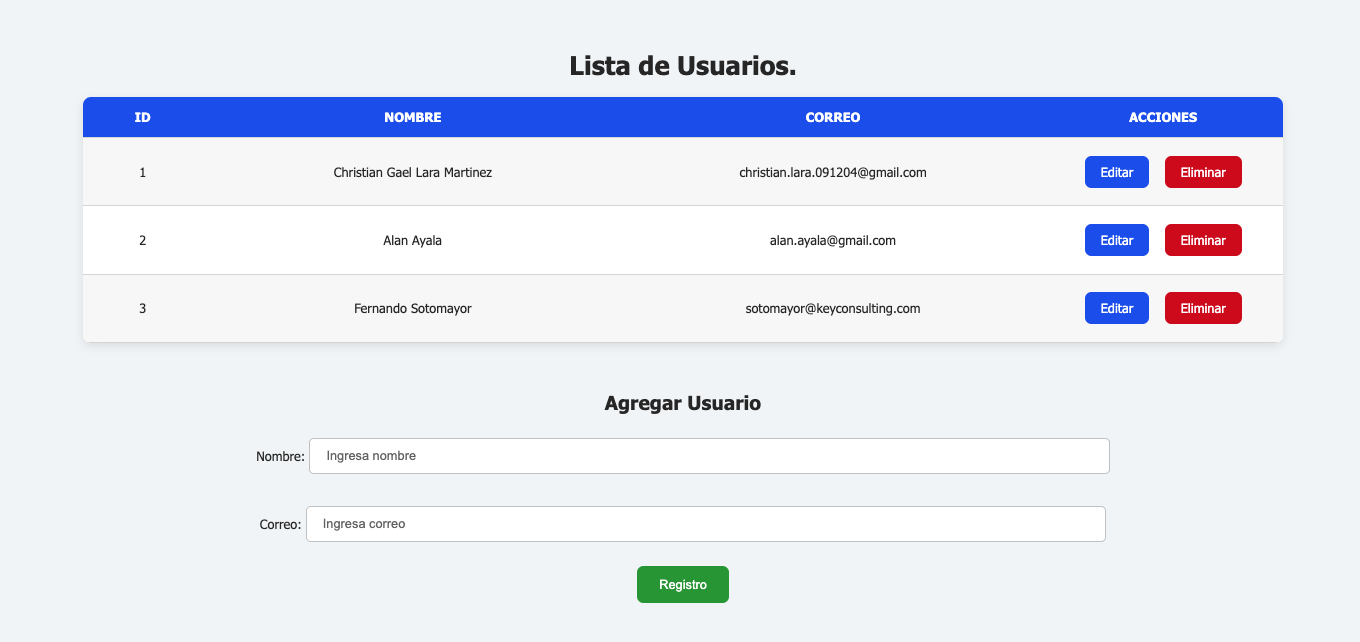 Lista de Usuarios.
ID NOMBRE CORREO ACCIONES
1 Christian Gael Lara Martinez christian.lara.091204@gmail.com Editar Eliminar
2 Alan Ayala alan.ayala@gmail.com Editar Eliminar
3 Fernando Sotomayor sotomayor@keyconsulting.com Editar Eliminar
Agregar Usuario
Nombre: Ingresa nombre
Correo: Ingresa correo
Registro